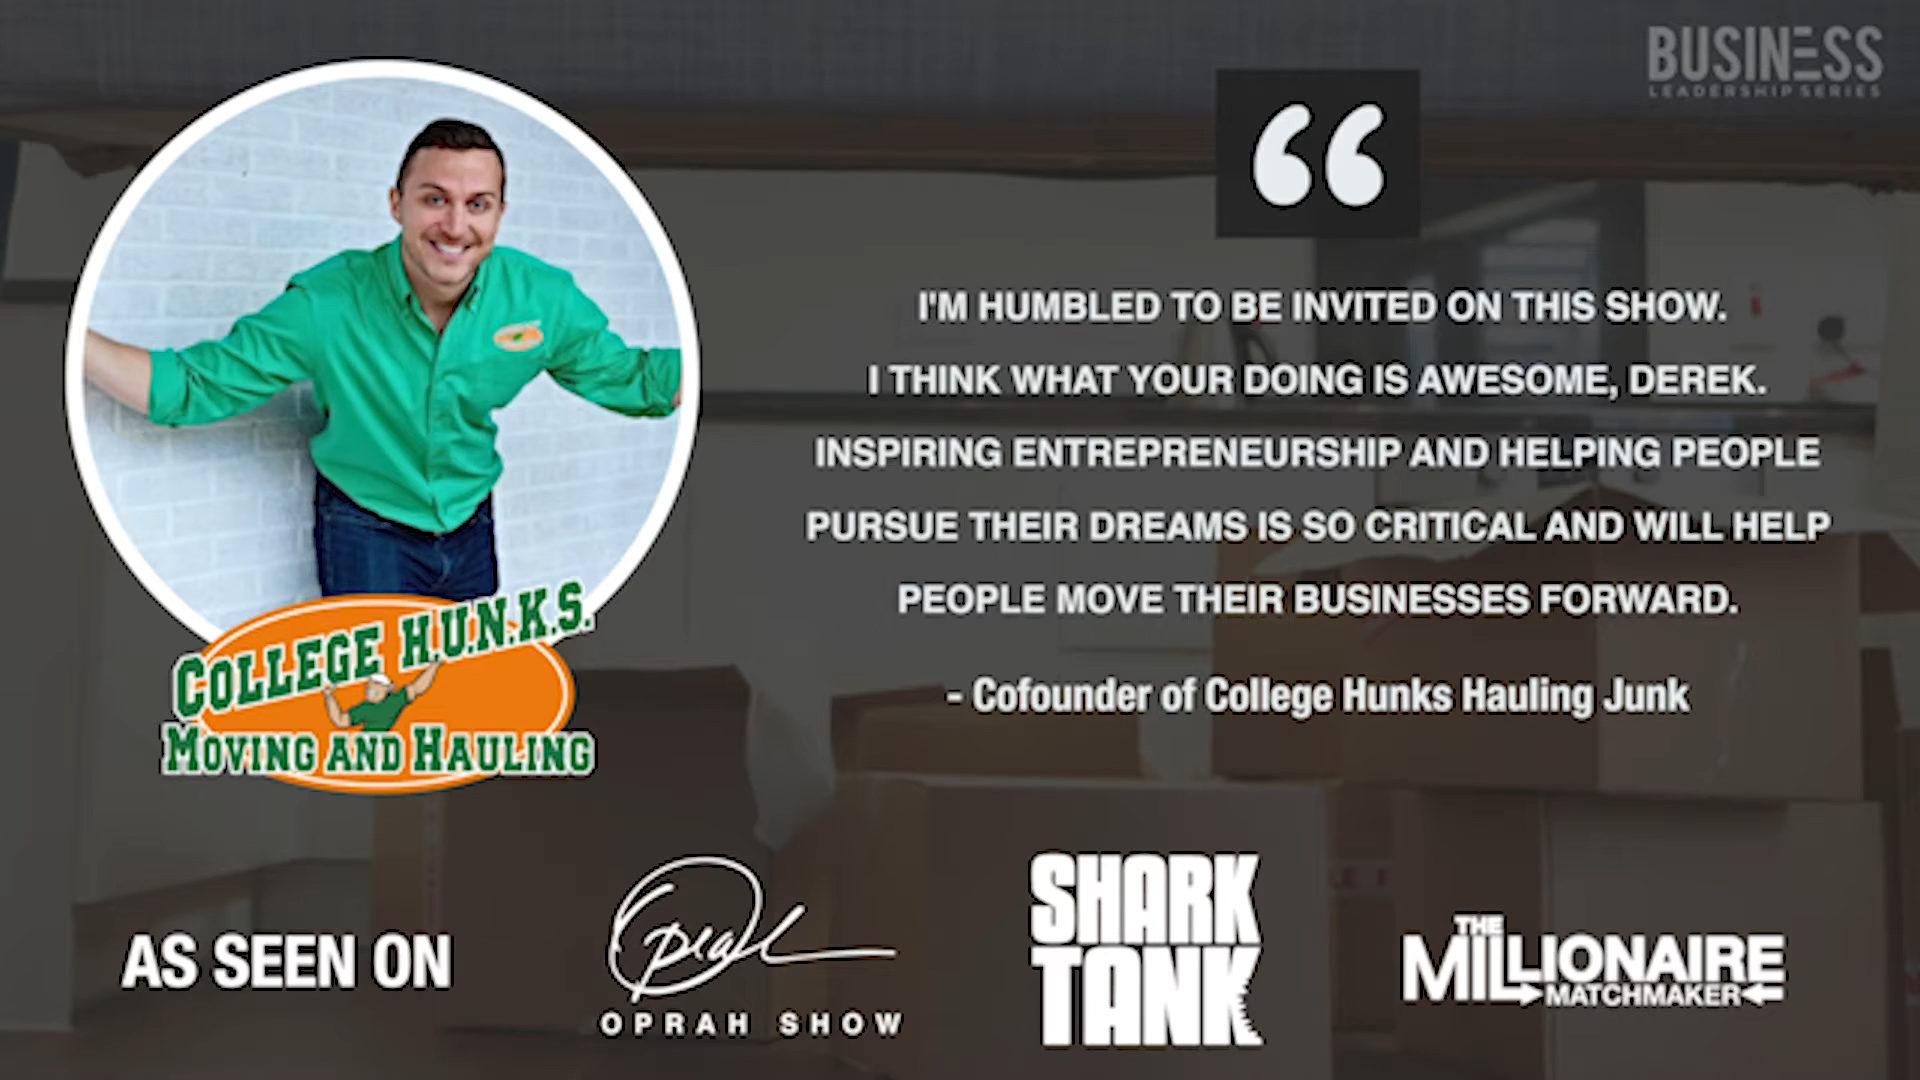 BUSINESS
LEADERSHIP SERIES
I'M HUMBLED TO BE INVITED ON THIS SHOW.
I THINK WHAT YOUR DOING IS AWESOME, DEREK.
INSPIRING ENTREPRENEURSHIP AND HELPING PEOPLE
PURSUE THEIR DREAMS IS SO CRITICAL AND WILL HELP
PEOPLE MOVE THEIR BUSINESSES FORWARD.
- Cofounder of College Hunks Hauling Junk
COLLEGE H.U.N.K.S.
MOVING AND HAULING
AS SEEN ON
Oprah
OPRAH SHOW
SHARK
TANK
THE
MILLIONAIRE
MATCHMAKER